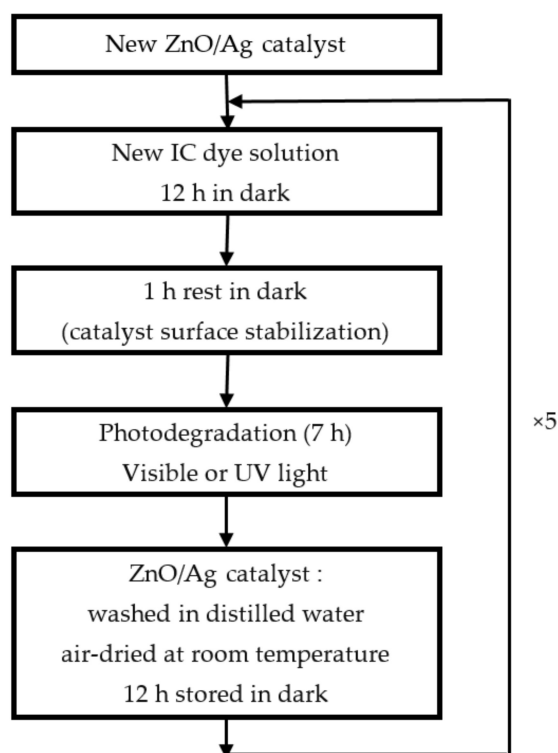 New ZnO/Ag catalyst
New IC dye solution
12 h in dark
1 h rest in dark
(catalyst surface stabilization)
×5
Photodegradation (7 h)
Visible or UV light
ZnO/Ag catalyst :
washed in distilled water
air-dried at room temperature
12 h stored in dark